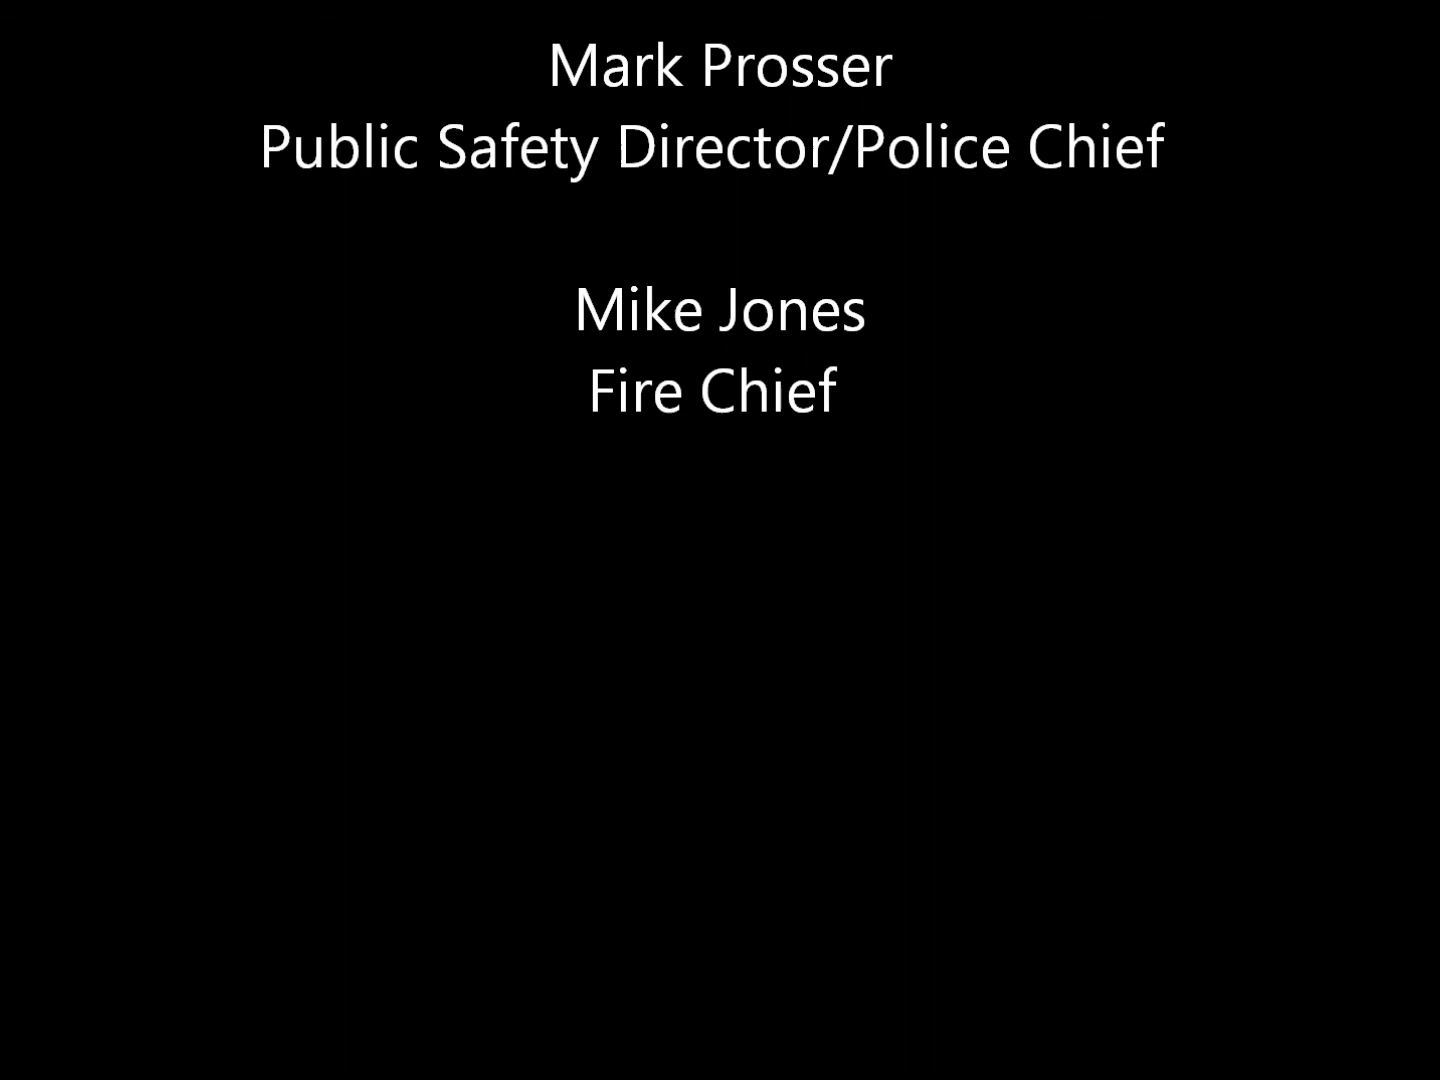 Mark Prosser
Public Safety Director/Police Chief
Mike Jones
Fire Chief